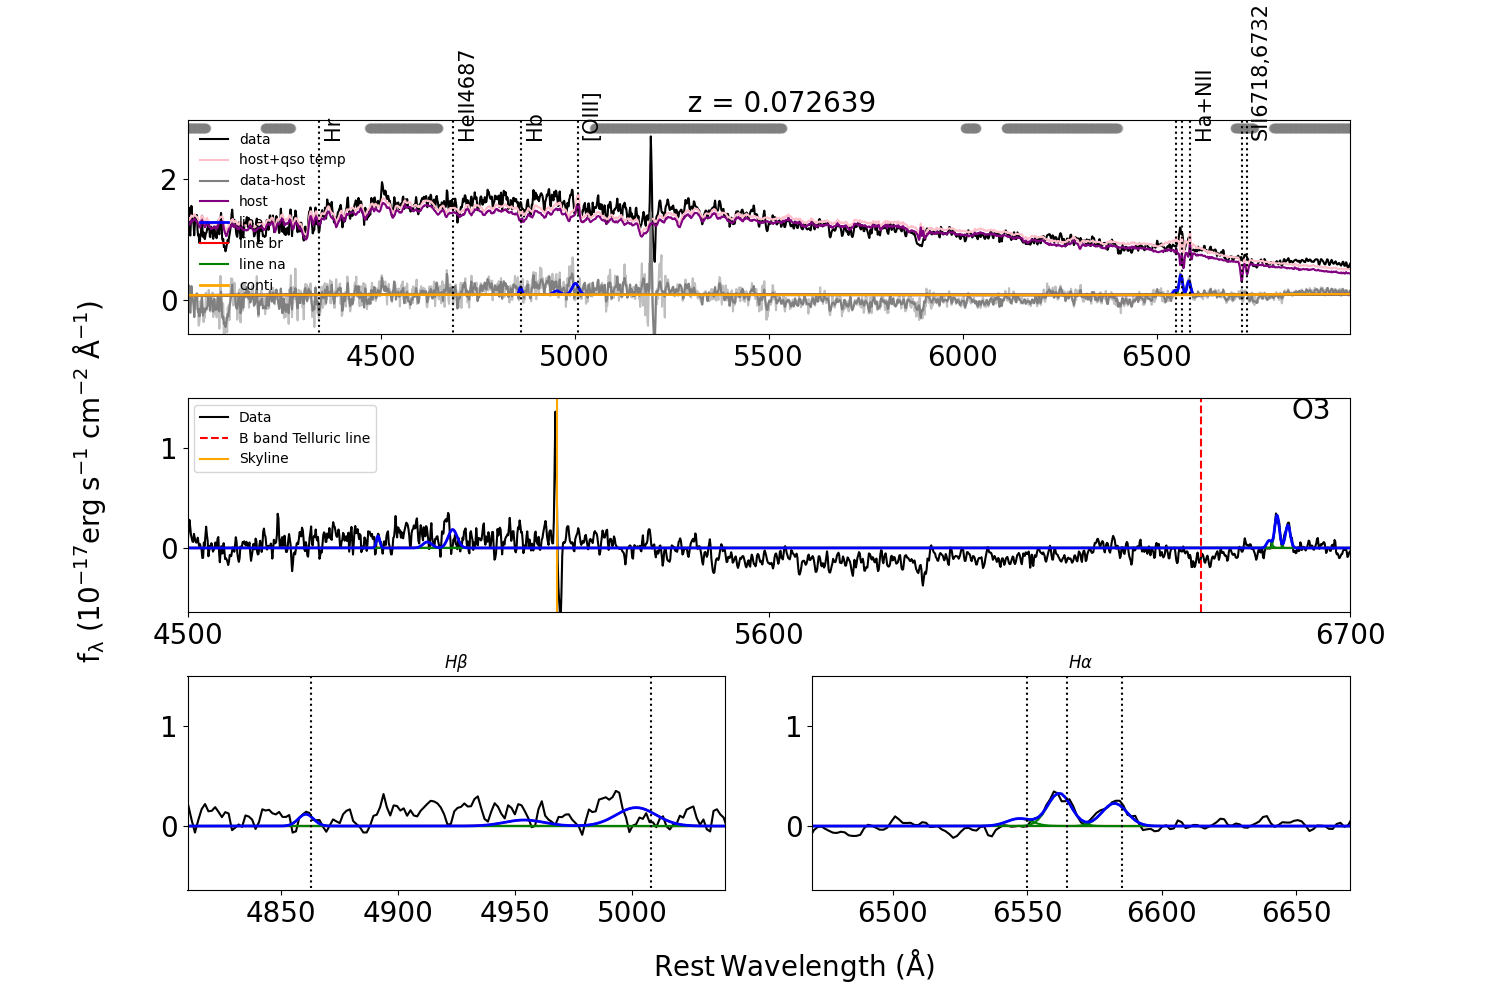 Hr
HeII4687
Hb
[OIII]
Ha+NII
SII6718,6732
z = 0.072639
data
host+qso temp
data-host
host
line
line br
line na
conti
2
0
4500 5000 5500 6000 6500
f_λ (10^−17 erg s^−1 cm^−2 Å^−1)
O3
Data
B band Telluric line
Skyline
1
0
4500 5600 6700
Hβ
1
0
4850 4900 4950 5000
Hα
1
0
6500 6550 6600 6650
Rest Wavelength (Å)